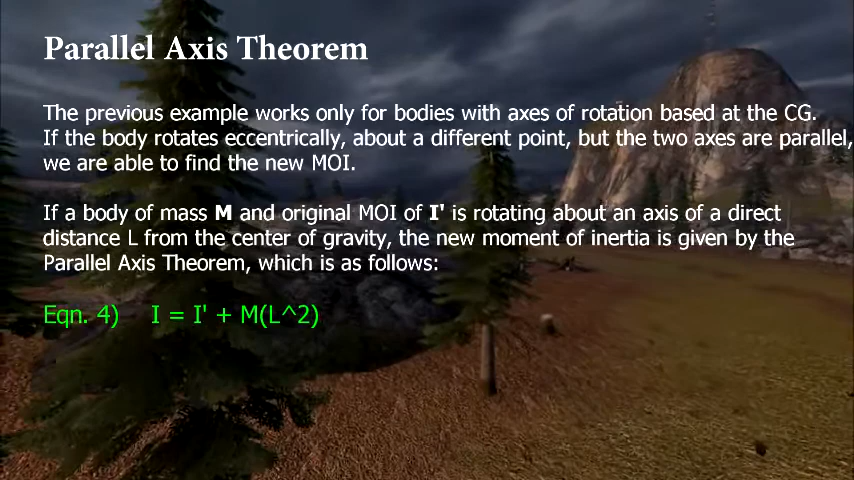 Parallel Axis Theorem
The previous example works only for bodies with axes of rotation based at the CG.
If the body rotates eccentrically, about a different point, but the two axes are parallel,
we are able to find the new MOI.
If a body of mass M and original MOI of I' is rotating about an axis of a direct
distance L from the center of gravity, the new moment of inertia is given by the
Parallel Axis Theorem, which is as follows:
Eqn. 4) I = I' + M(L^2)